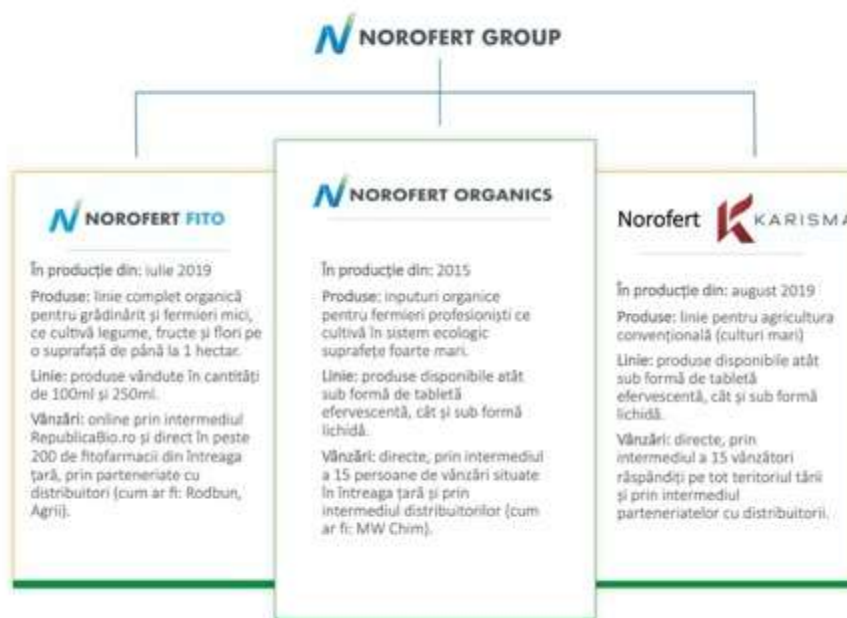 NOROFERT GROUP
NOROFERT FITO
În producție din: iulie 2019
Produse: linie complet organică
pentru grădinărit și fermieri mici,
ce cultivă legume, fructe și flori pe
o suprafață de până la 1 hectar.
Linie: produse vândute în cantități
de 100ml și 250ml.
Vânzări: online prin intermediul
RepublicaBio.ro și direct în peste
200 de fitofarmacii din întreaga
țară, prin parteneriate cu
distribuitori (cum ar fi: Rodbun,
Agrii).
NOROFERT ORGANICS
În producție din: 2015
Produse: inputuri organice
pentru fermieri profesioniști ce
cultivă în sistem ecologic
suprafețe foarte mari.
Linie: produse disponibile atât
sub formă de tabletă
efervescentă, cât și sub formă
lichidă.
Vânzări: directe, prin intermediul
a 15 persoane de vânzări situate
în întreaga țară și prin
intermediul distribuitorilor (cum
ar fi: MW Chim).
Norofert KARISMA
În producție din: august 2019
Produse: linie pentru agricultura
convențională (culturi mari)
Linie: produse disponibile atât
sub formă de tabletă
efervescentă, cât și sub formă
lichidă.
Vânzări: directe, prin
intermediul a 15 vânzători
răspândiți pe tot teritoriul tării
și prin intermediul
parteneriatelor cu distribuitorii.